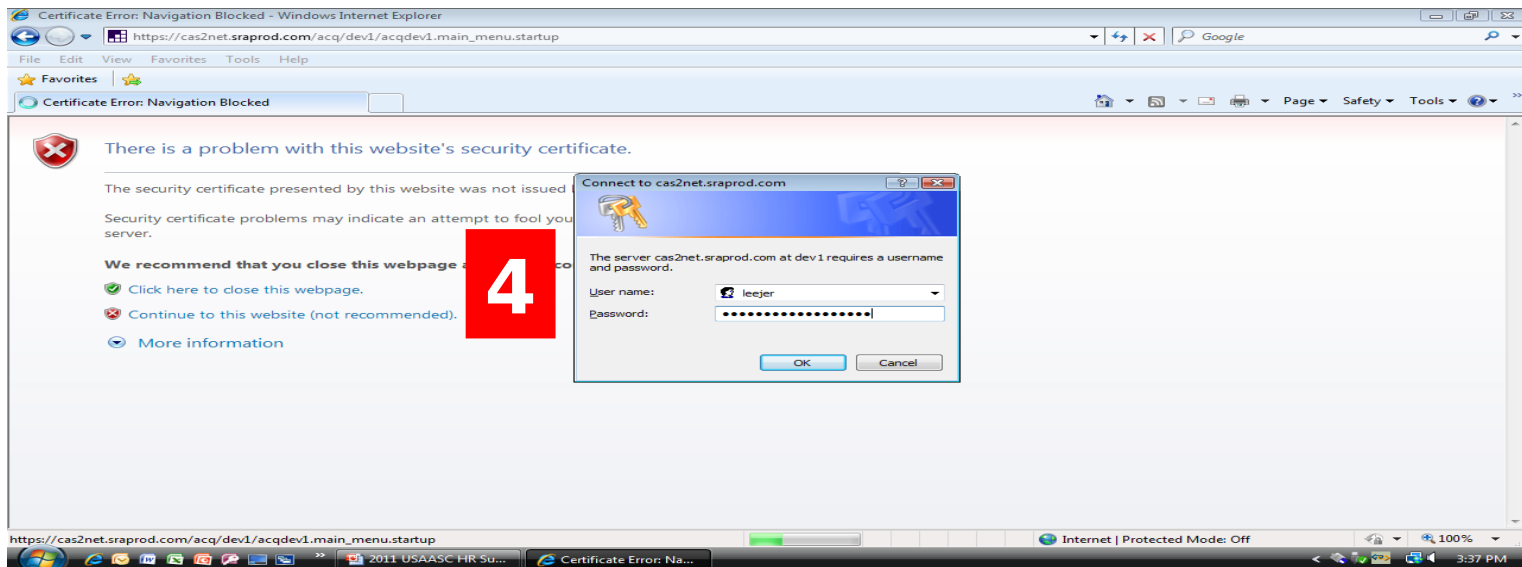 Certificate Error: Navigation Blocked - Windows Internet Explorer
https://cas2net.sraprod.com/acq/dev1/acqdev1.main_menu.startup
Google
File Edit View Favorites Tools Help
Favorites
Certificate Error: Navigation Blocked
Page Safety Tools
There is a problem with this website's security certificate.
The security certificate presented by this website was not issued
Security certificate problems may indicate an attempt to fool you
server.
We recommend that you close this webpage
Click here to close this webpage.
Continue to this website (not recommended).
More information
4
Connect to cas2net.sraprod.com
The server cas2net.sraprod.com at dev1 requires a username
and password.
User name: leejer
Password: ••••••••••••••••••
OK Cancel
https://cas2net.sraprod.com/acq/dev1/acqdev1.main_menu.startup
Internet | Protected Mode: Off
100%
2011 USAASC HR Su...
Certificate Error: Na...
3:37 PM